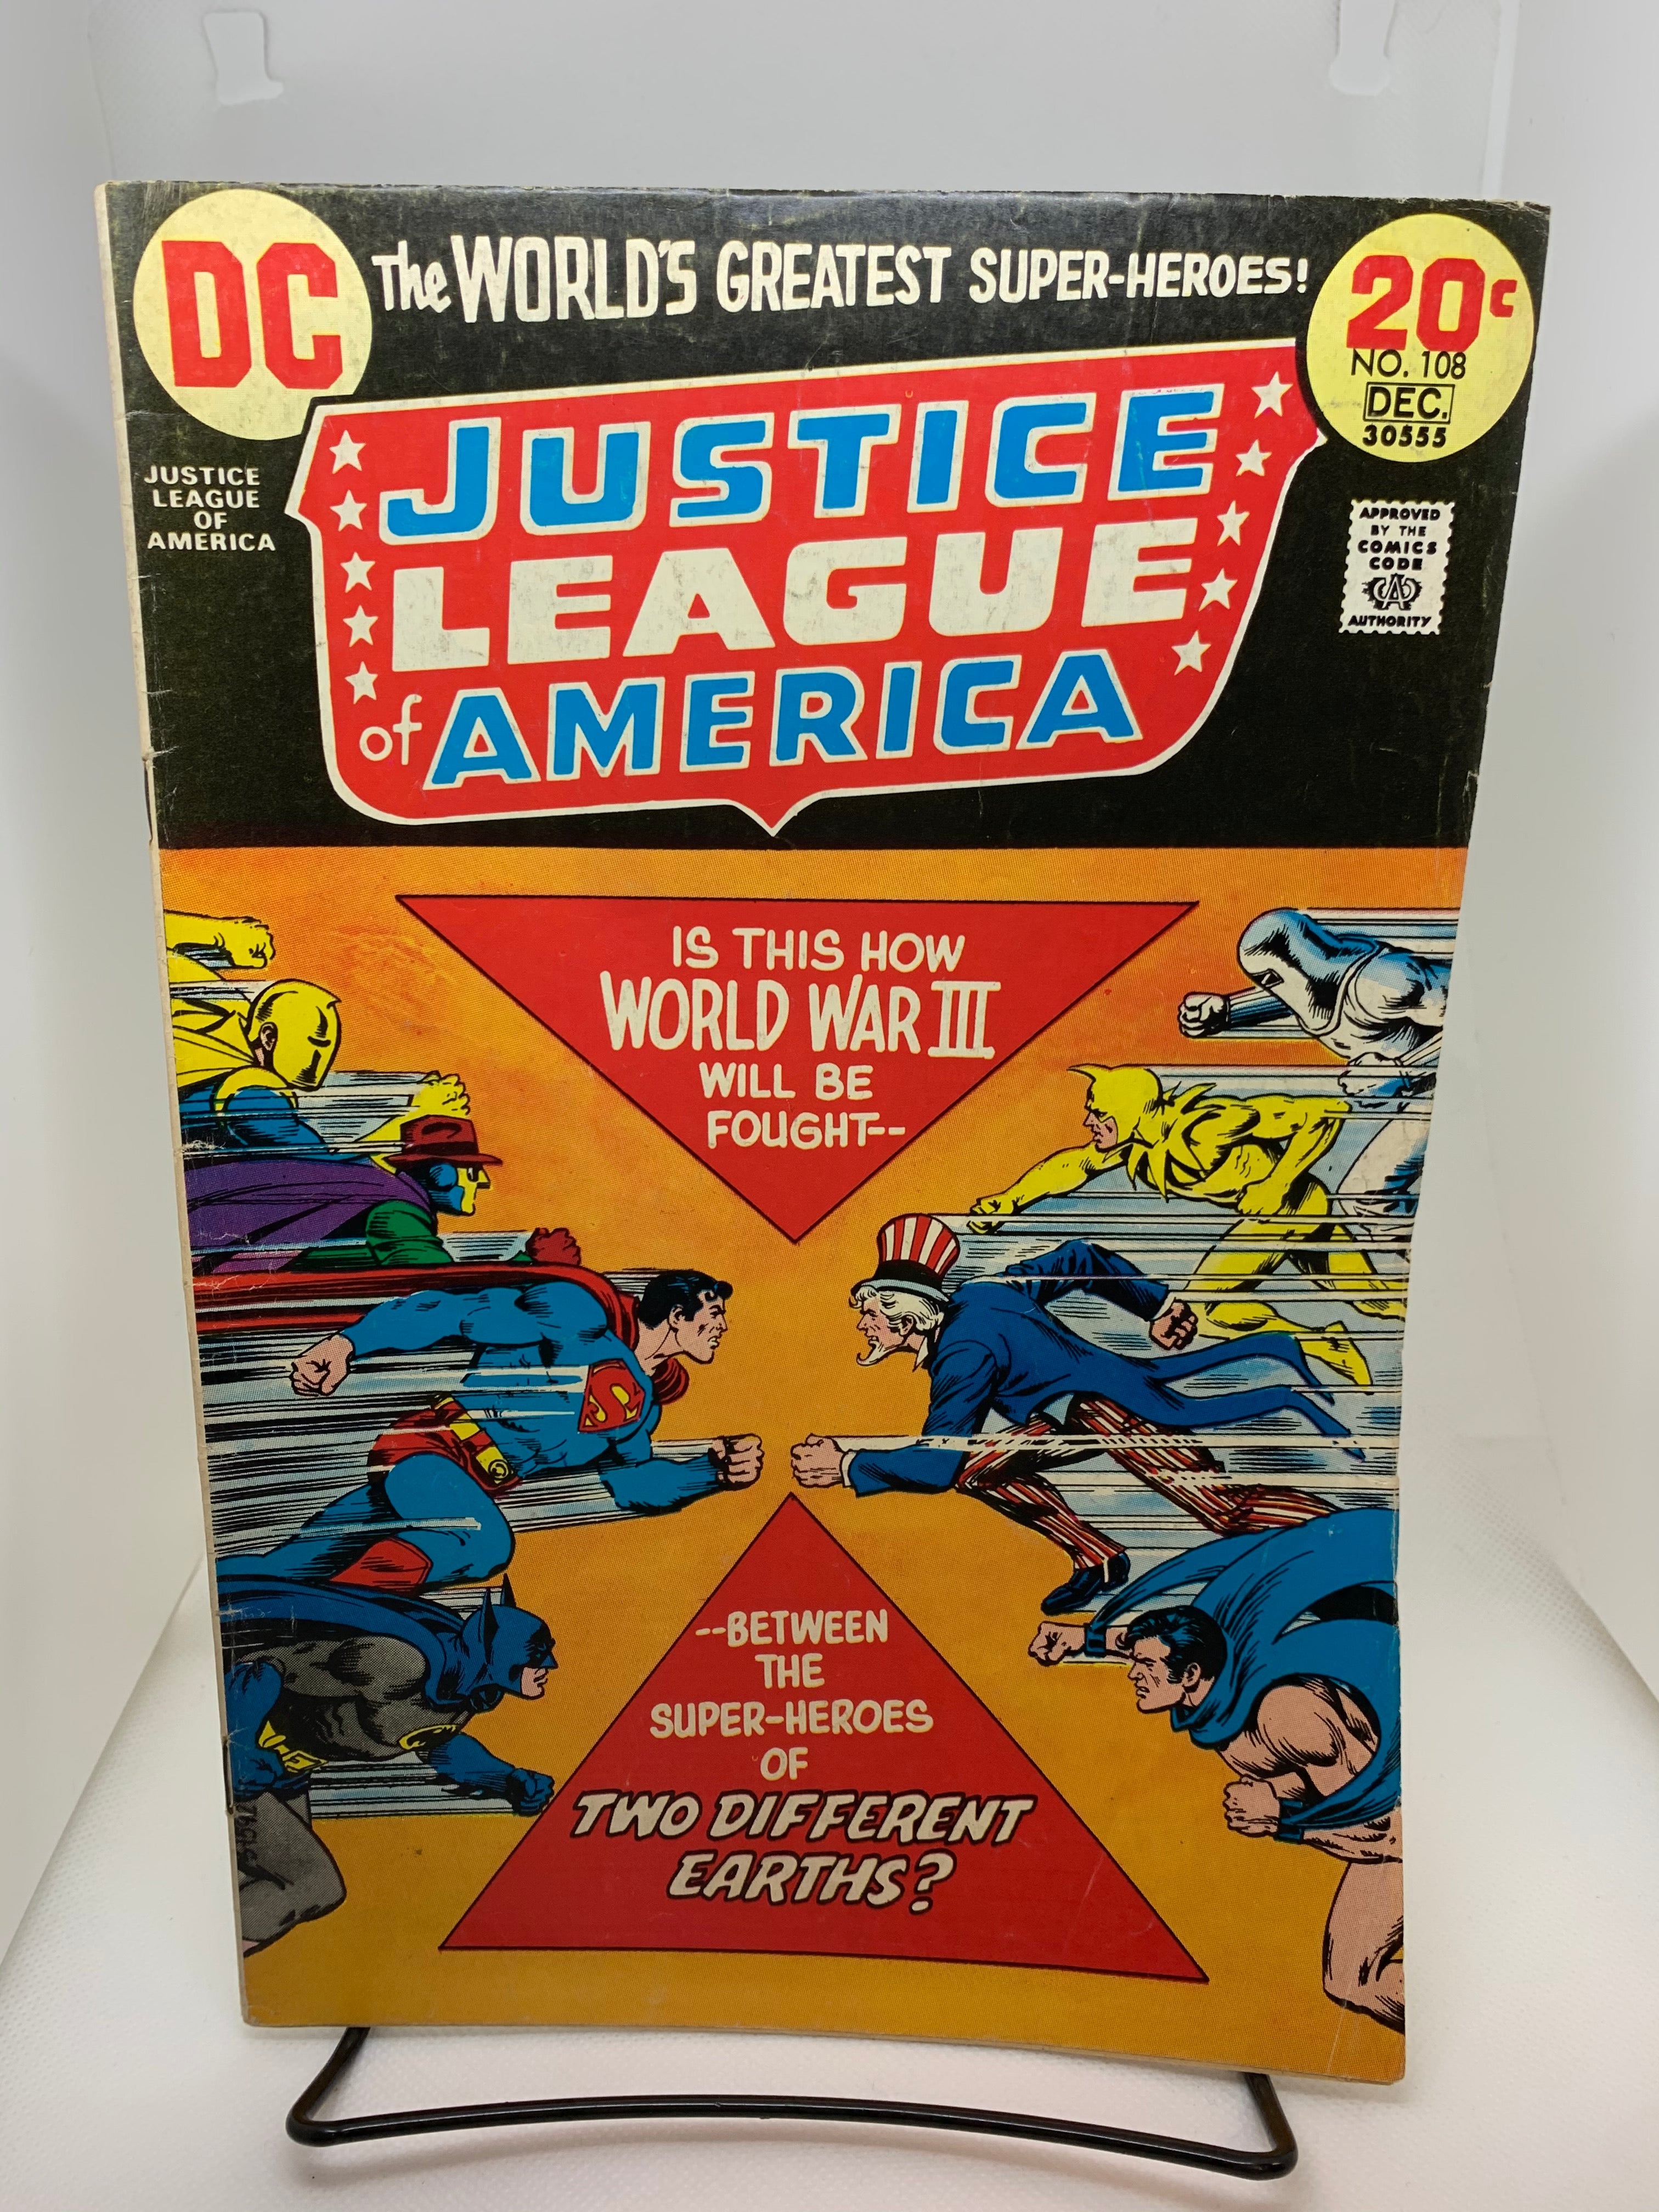 DC
The WORLD'S GREATEST SUPER-HEROES!
20c
NO. 108
DEC.
30555
JUSTICE
LEAGUE
OF
AMERICA
JUSTICE
LEAGUE
of AMERICA
APPROVED
BY THE
COMICS
CODE
CA
AUTHORITY
IS THIS HOW
WORLD WAR III
WILL BE
FOUGHT--
S
--BETWEEN
THE
SUPER-HEROES
OF
TWO DIFFERENT
EARTHS?